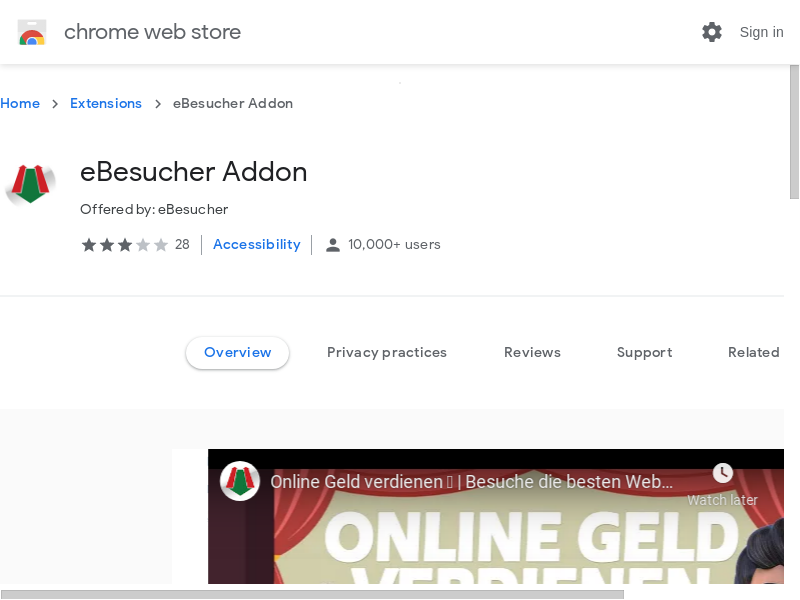 chrome web store
Sign in
Home > Extensions > eBesucher Addon
eBesucher Addon
Offered by: eBesucher
28
Accessibility
10,000+ users
Overview
Privacy practices
Reviews
Support
Related
Online Geld verdienen ▯ | Besuche die besten Web...
Watch later
ONLINE GELD
VERDIENEN